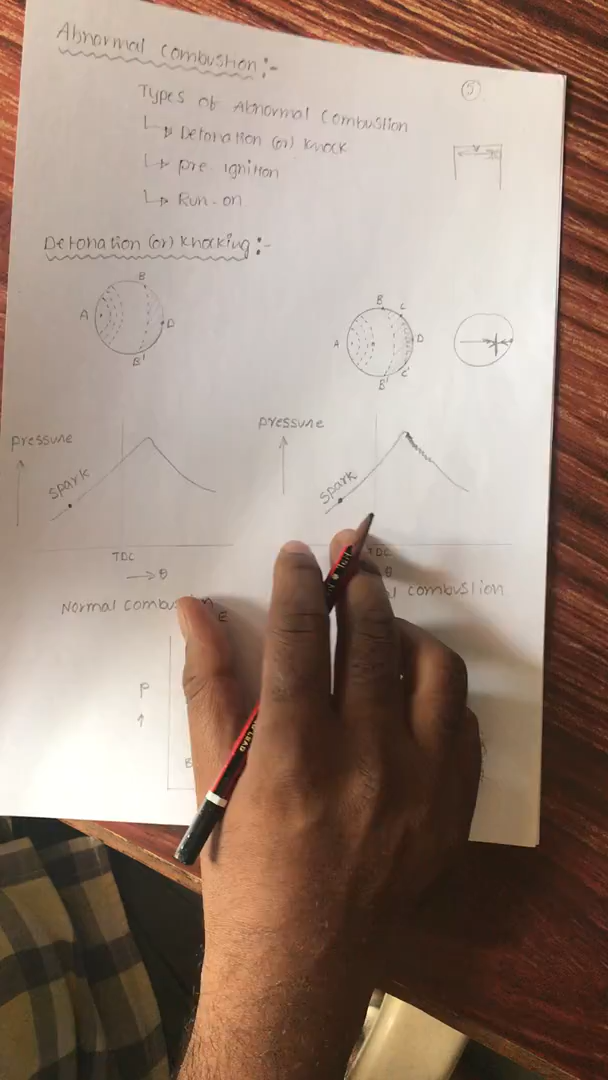 Abnormal Combustion:-
5.
Types of Abnormal Combustion
Detonation (or) Knock
Pre-ignition
Run-on
Detonation (or) Knocking:-
B
A
D
B'
B
C
A
D
B'
C'
Pressure
Spark
TDC
θ
Normal
Pressure
Spark
TDC
θ
combustion
E
P
B